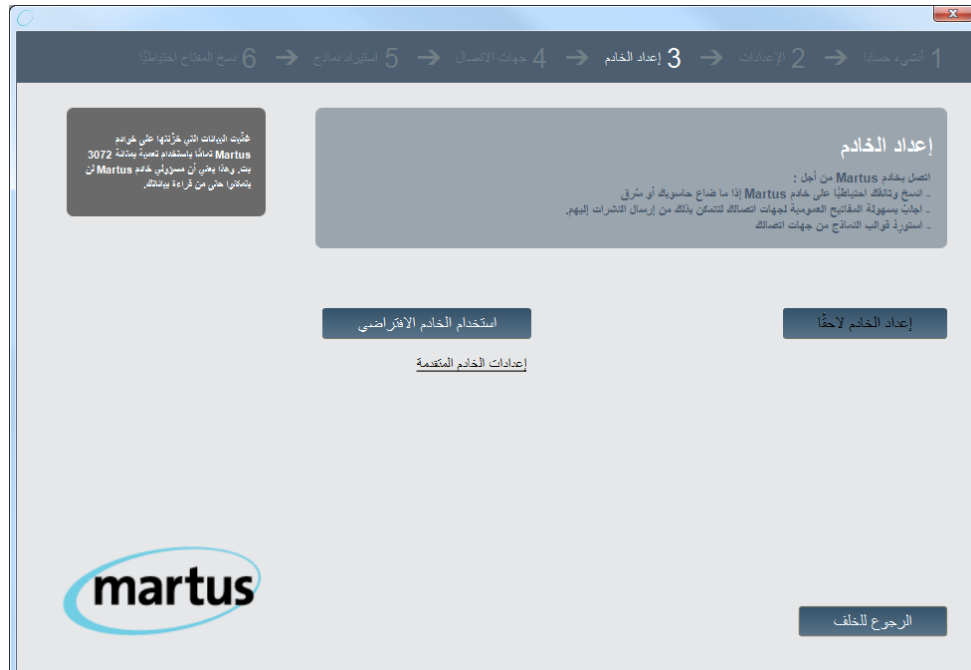 1 أنشيء حسابا → 2 الإعدادات → 3 إعداد الخادم → 4 جهات الاتصال → 5 استيراد نماذج → 6 نسخ المفتاح احتياطيًا
إعداد الخادم
اتصل بخادم Martus من أجل :
- انسخ وثائقك احتياطيًا على خادم Martus إذا ما ضاع حاسوبك أو سُرق
- اجلبْ بسهولة المفاتيح العمومية لجهات اتصالك لتتمكن بذلك من إرسال النشرات إليهم.
- استوردْ قوالب النماذج من جهات اتصالك
عُمِّيت البيانات التي خزَّنتها على خوادم
Martus تمامًا باستخدام تعمية بمتانة 3072
بت. وهذا يعني أن مسؤولي خادم Martus لن
يتمكنوا حتى من قراءة بياناتك.
إعداد الخادم لاحقًا
استخدام الخادم الافتراضي
إعدادات الخادم المتقدمة
martus
الرجوع للخلف